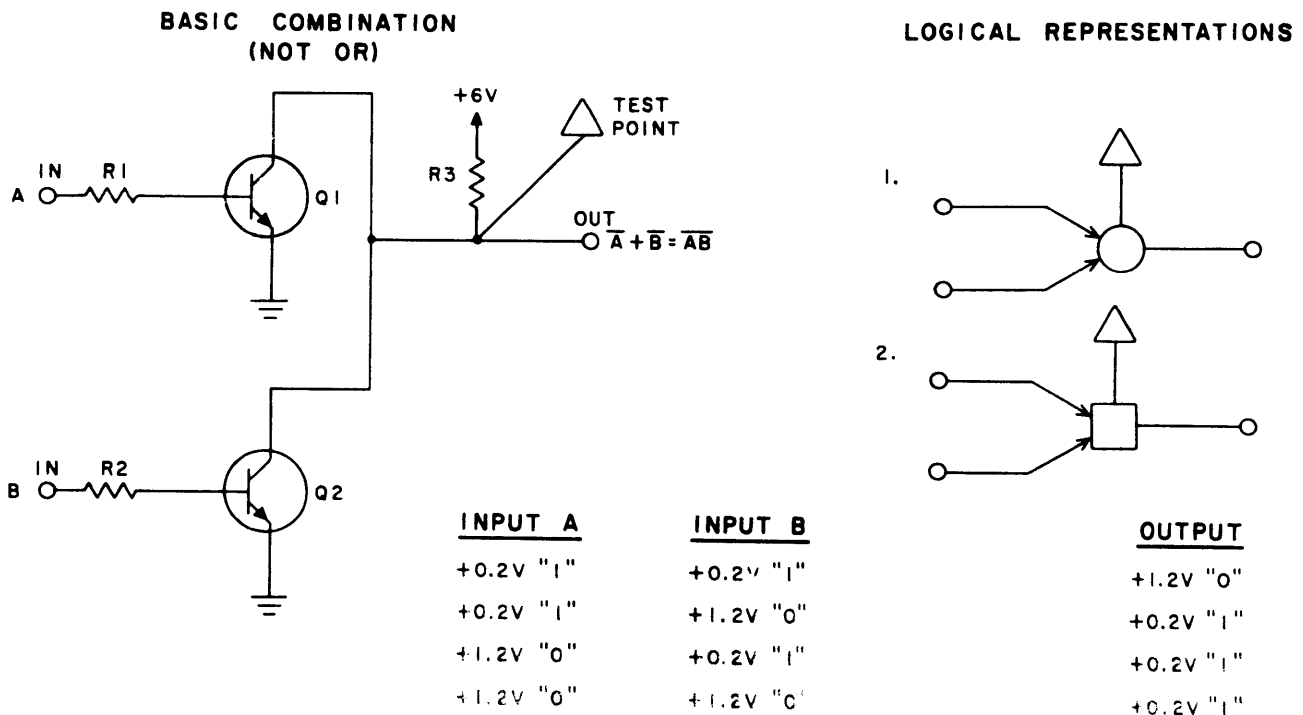 BASIC COMBINATION
(NOT OR)
LOGICAL REPRESENTATIONS
+6V
TEST
POINT
IN R1
A
Q1
R3
OUT
A̅ + B̅ = A̅B̅
1.
2.
IN R2
B
Q2
INPUT A INPUT B OUTPUT
+0.2V "1" +0.2V "1" +1.2V "0"
+0.2V "1" +1.2V "0" +0.2V "1"
+1.2V "0" +0.2V "1" +0.2V "1"
+1.2V "0" +1.2V "0" +0.2V "1"